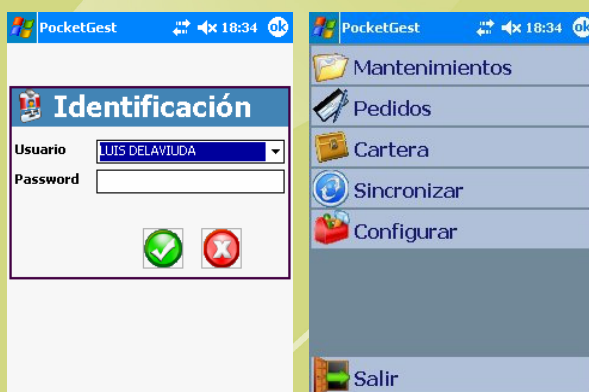 PocketGest 18:34 ok
Identificación
Usuario LUIS DELAVIUDA
Password
PocketGest 18:34 ok
Mantenimientos
Pedidos
Cartera
Sincronizar
Configurar
Salir